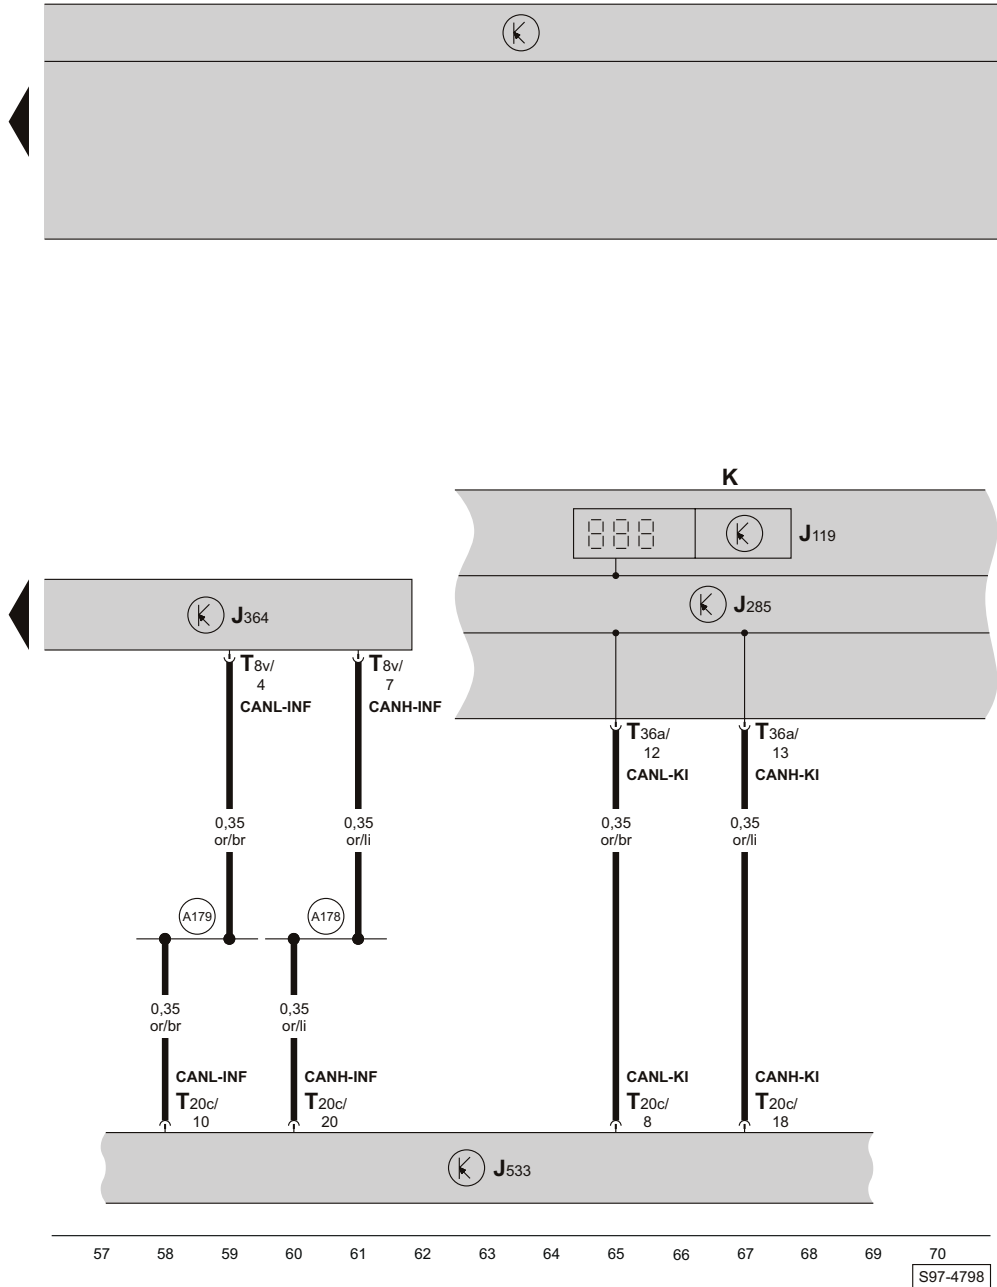 K
J119
J285
J364
T8v/ T8v/
4 7
CANL-INF CANH-INF
T36a/ T36a/
12 13
CANL-KI CANH-KI
0,35 0,35 0,35 0,35
or/br or/li or/br or/li
A179 A178
0,35 0,35
or/br or/li
CANL-INF CANH-INF CANL-KI CANH-KI
T20c/ T20c/ T20c/ T20c/
10 20 8 18
J533
57 58 59 60 61 62 63 64 65 66 67 68 69 70
S97-4798